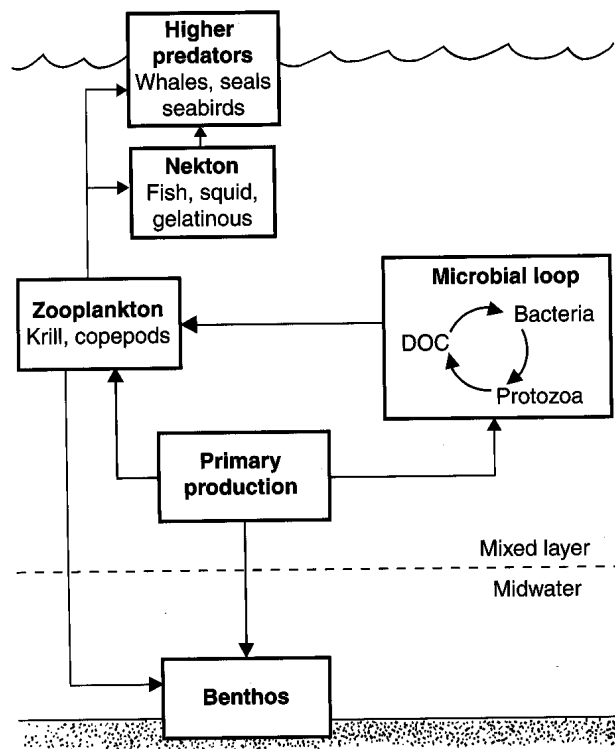 Higher
predators
Whales, seals
seabirds
Nekton
Fish, squid,
gelatinous
Zooplankton
Krill, copepods
Microbial loop
Bacteria
DOC
Protozoa
Primary
production
Mixed layer
Midwater
Benthos